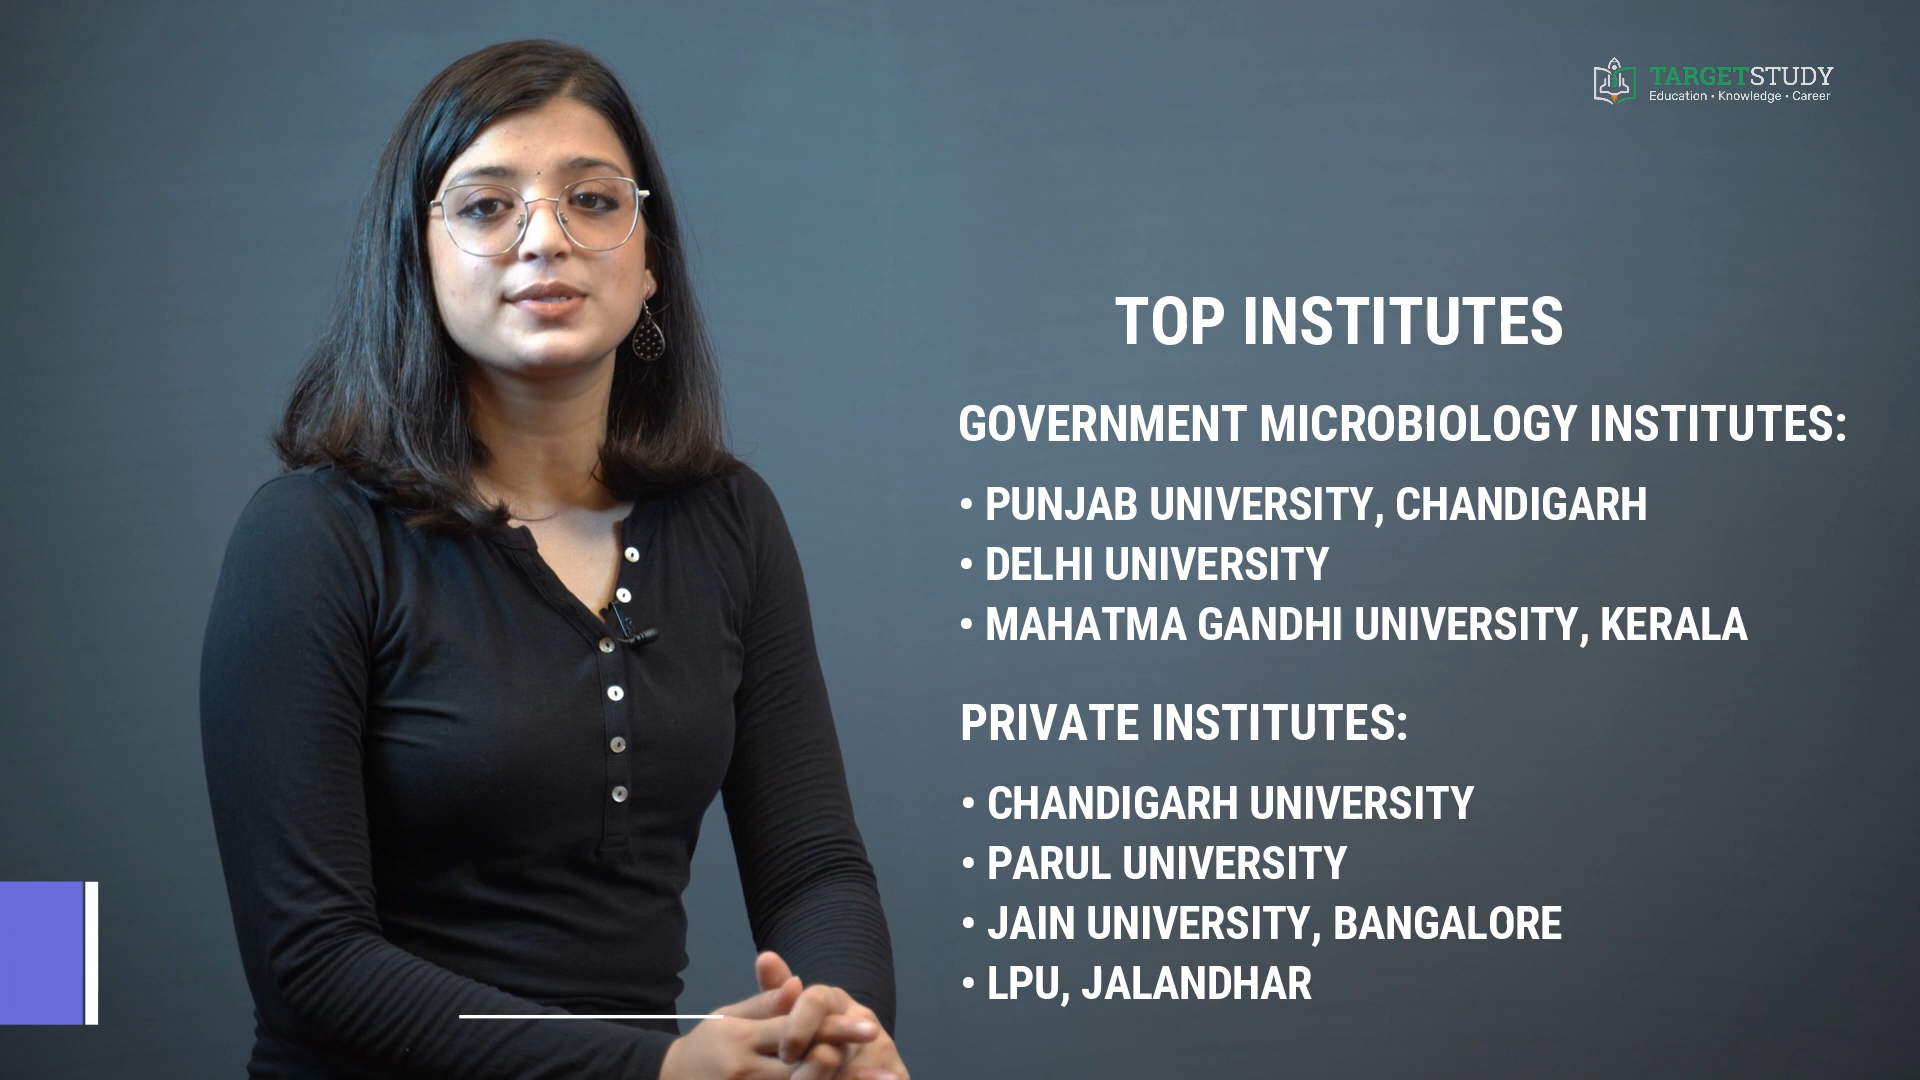 TARGETSTUDY
Education • Knowledge • Career
TOP INSTITUTES
GOVERNMENT MICROBIOLOGY INSTITUTES:
• PUNJAB UNIVERSITY, CHANDIGARH
• DELHI UNIVERSITY
• MAHATMA GANDHI UNIVERSITY, KERALA
PRIVATE INSTITUTES:
• CHANDIGARH UNIVERSITY
• PARUL UNIVERSITY
• JAIN UNIVERSITY, BANGALORE
• LPU, JALANDHAR